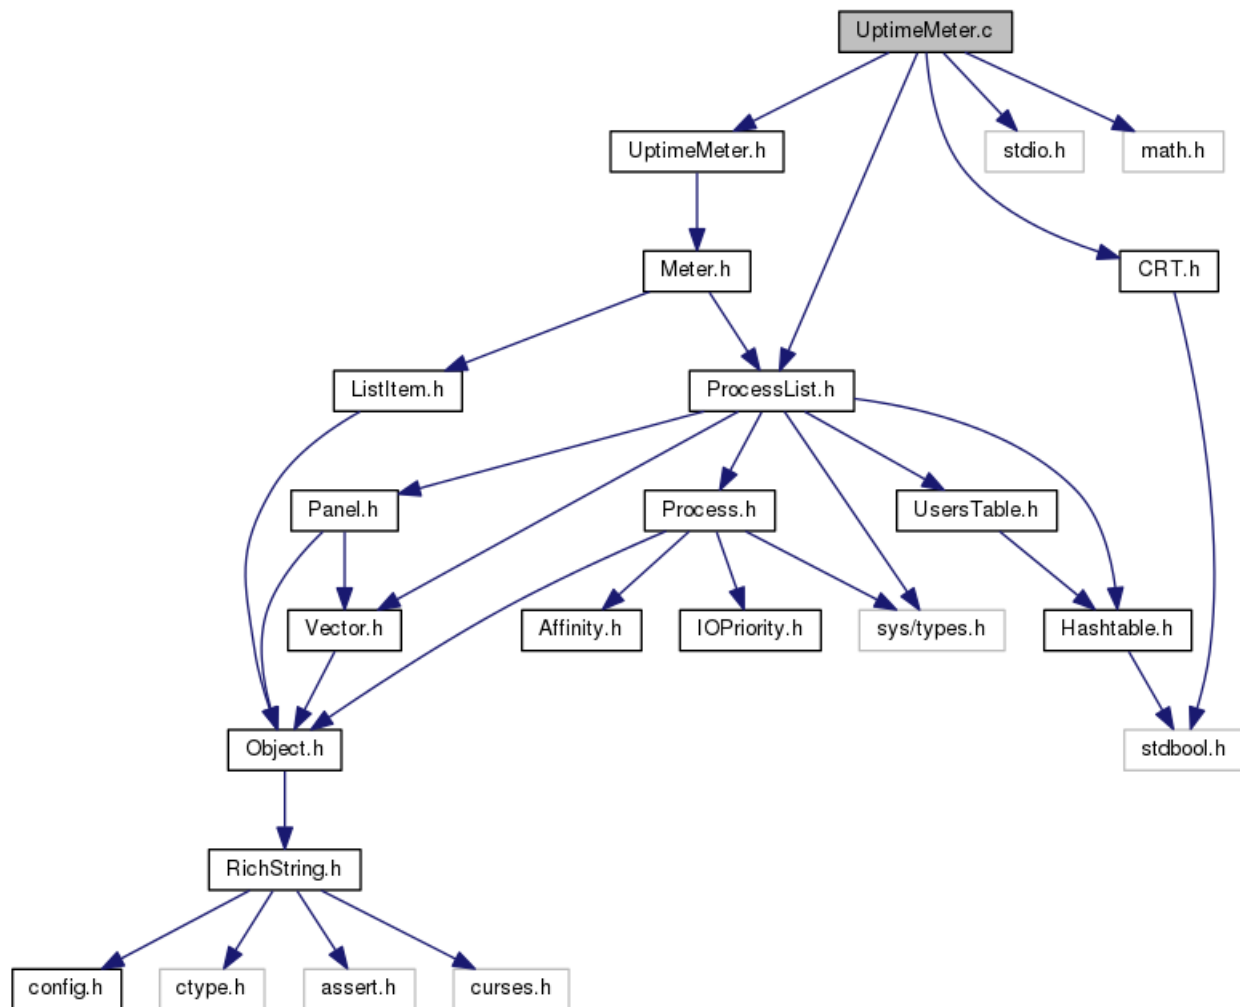 UptimeMeter.c
UptimeMeter.h
stdio.h
math.h
Meter.h
CRT.h
ListItem.h
ProcessList.h
Panel.h
Process.h
UsersTable.h
Vector.h
Affinity.h
IOPriority.h
sys/types.h
Hashtable.h
Object.h
stdbool.h
RichString.h
config.h
ctype.h
assert.h
curses.h